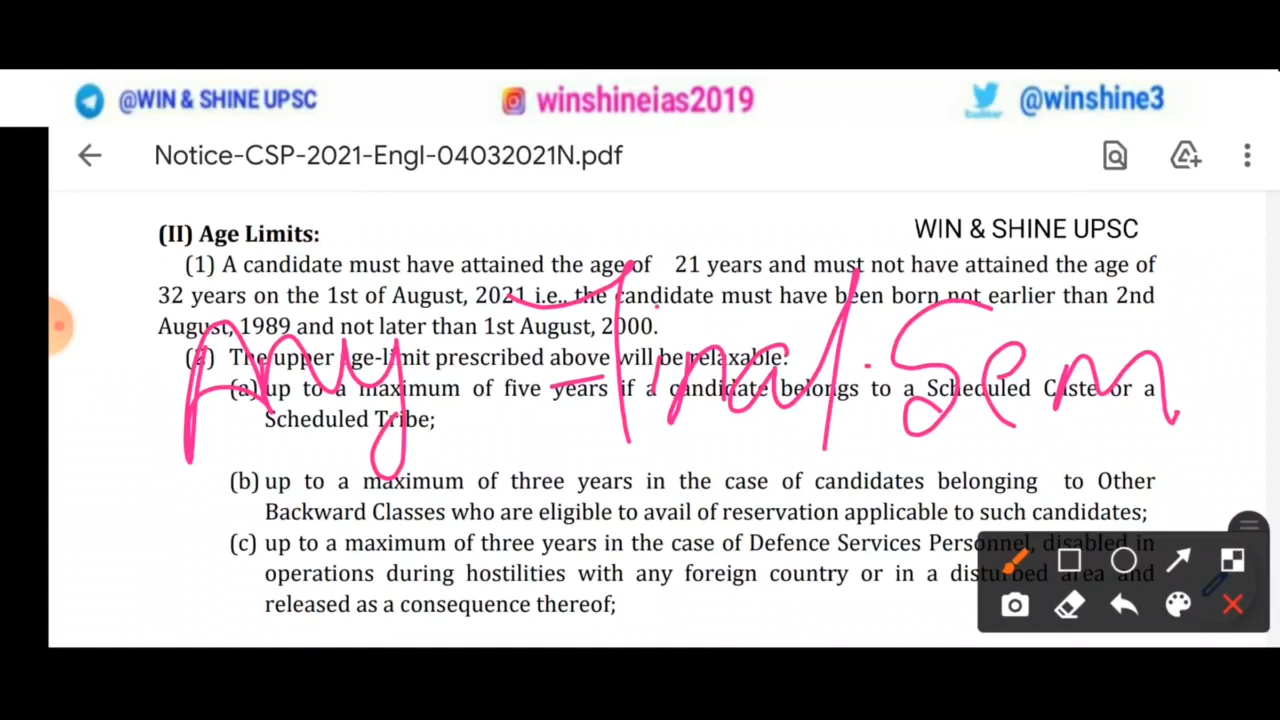 @WIN & SHINE UPSC winshineias2019 @winshine3
Notice-CSP-2021-Engl-04032021N.pdf
WIN & SHINE UPSC
(II) Age Limits:
(1) A candidate must have attained the age of 21 years and must not have attained the age of
32 years on the 1st of August, 2021 i.e., the candidate must have been born not earlier than 2nd
August, 1989 and not later than 1st August, 2000.
(2) The upper age-limit prescribed above will be relaxable:
(a) up to a maximum of five years if a candidate belongs to a Scheduled Caste or a
Scheduled Tribe;
Any - Final. Sem
(b) up to a maximum of three years in the case of candidates belonging to Other
Backward Classes who are eligible to avail of reservation applicable to such candidates;
(c) up to a maximum of three years in the case of Defence Services Personnel, disabled in
operations during hostilities with any foreign country or in a disturbed area and
released as a consequence thereof;